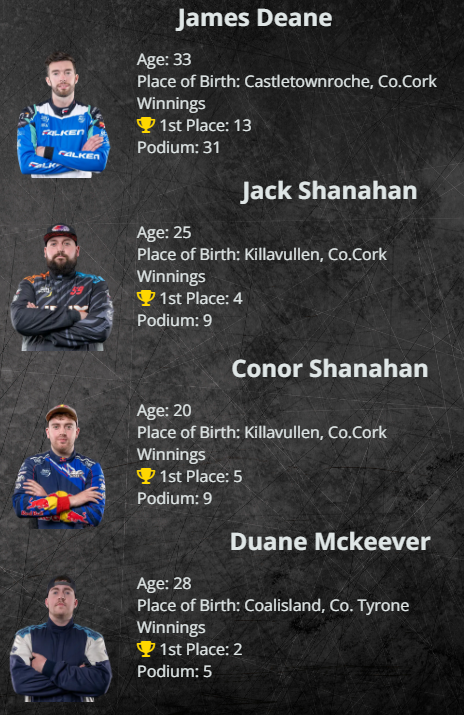 James Deane
Age: 33
Place of Birth: Castletownroche, Co.Cork
Winnings
1st Place: 13
Podium: 31
FALKEN
FALKEN
Jack Shanahan
Age: 25
Place of Birth: Killavullen, Co.Cork
Winnings
1st Place: 4
Podium: 9
Conor Shanahan
Age: 20
Place of Birth: Killavullen, Co.Cork
Winnings
1st Place: 5
Podium: 9
Duane Mckeever
Age: 28
Place of Birth: Coalisland, Co. Tyrone
Winnings
1st Place: 2
Podium: 5